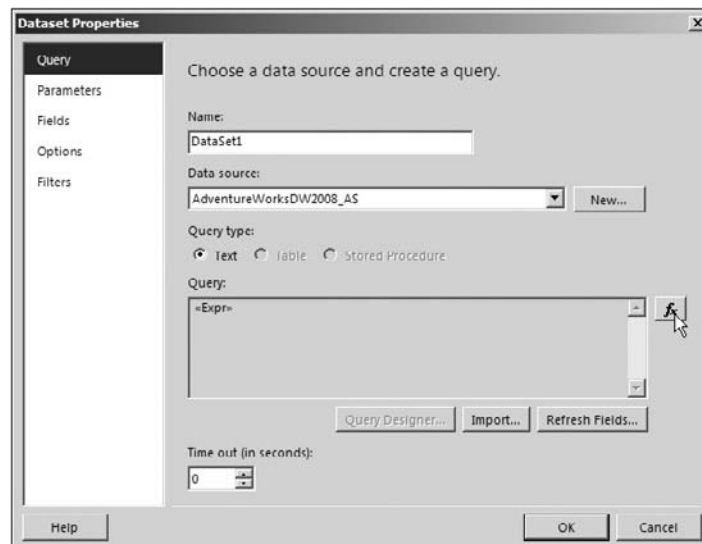 Dataset Properties
Query
Parameters
Fields
Options
Filters
Choose a data source and create a query.
Name:
DataSet1
Data source:
AdventureWorksDW2008_AS
New...
Query type:
Text
Table
Stored Procedure
Query:
«Expr»
fx
Query Designer...
Import...
Refresh Fields...
Time out (in seconds):
0
Help
OK
Cancel